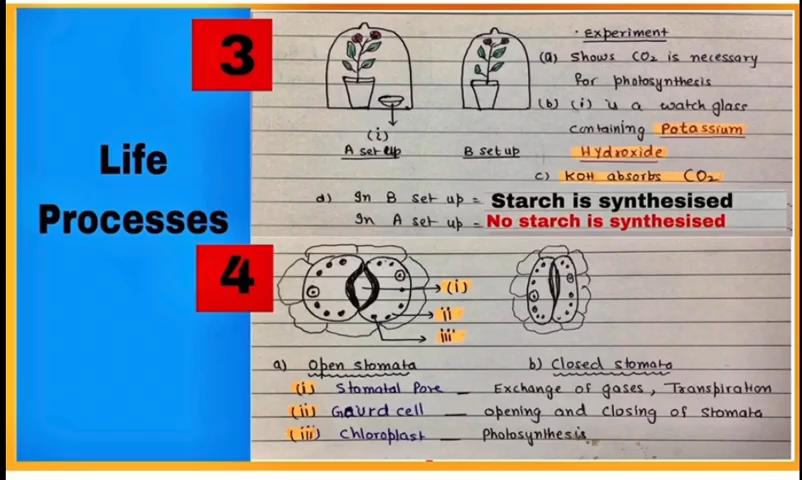 3
Life
Processes
4
(i)
A set up
B set up
• Experiment
(a) Shows CO2 is necessary
for photosynthesis
(b) (i) is a watch glass
containing Potassium
Hydroxide
c) KOH absorbs CO2
d) In B set up = Starch is synthesised
In A set up = No starch is synthesised
(i)
ii
iii
a) Open stomata
b) Closed stomata
(i) Stomatal Pore _ Exchange of gases, Transpiration
(ii) Gaurd cell _ opening and closing of stomata
(iii) Chloroplast _ Photosynthesis